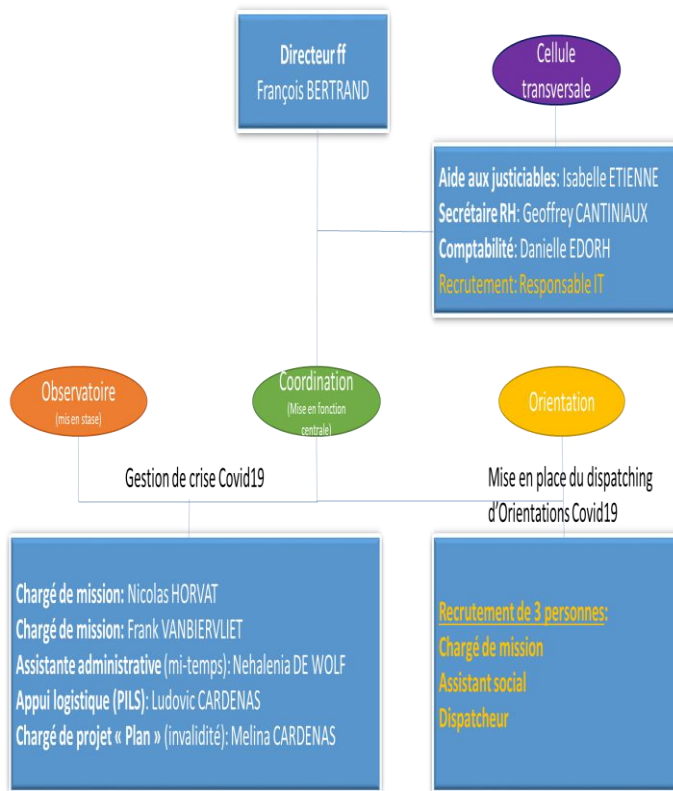 Directeur ff
François BERTRAND
Cellule
transversale
Aide aux justiciables: Isabelle ETIENNE
Secrétaire RH: Geoffrey CANTINIAUX
Comptabilité: Danielle EDORH
Recrutement: Responsable IT
Observatoire
(mis en stase)
Coordination
(Mise en fonction
centrale)
Orientation
Gestion de crise Covid19
Mise en place du dispatching
d'Orientations Covid19
Chargé de mission: Nicolas HORVAT
Chargé de mission: Frank VANBIERVLIET
Assistante administrative (mi-temps): Nehalenia DE WOLF
Appui logistique (PILS): Ludovic CARDENAS
Chargé de projet « Plan » (invalidité): Melina CARDENAS
Recrutement de 3 personnes:
Chargé de mission
Assistant social
Dispatcheur